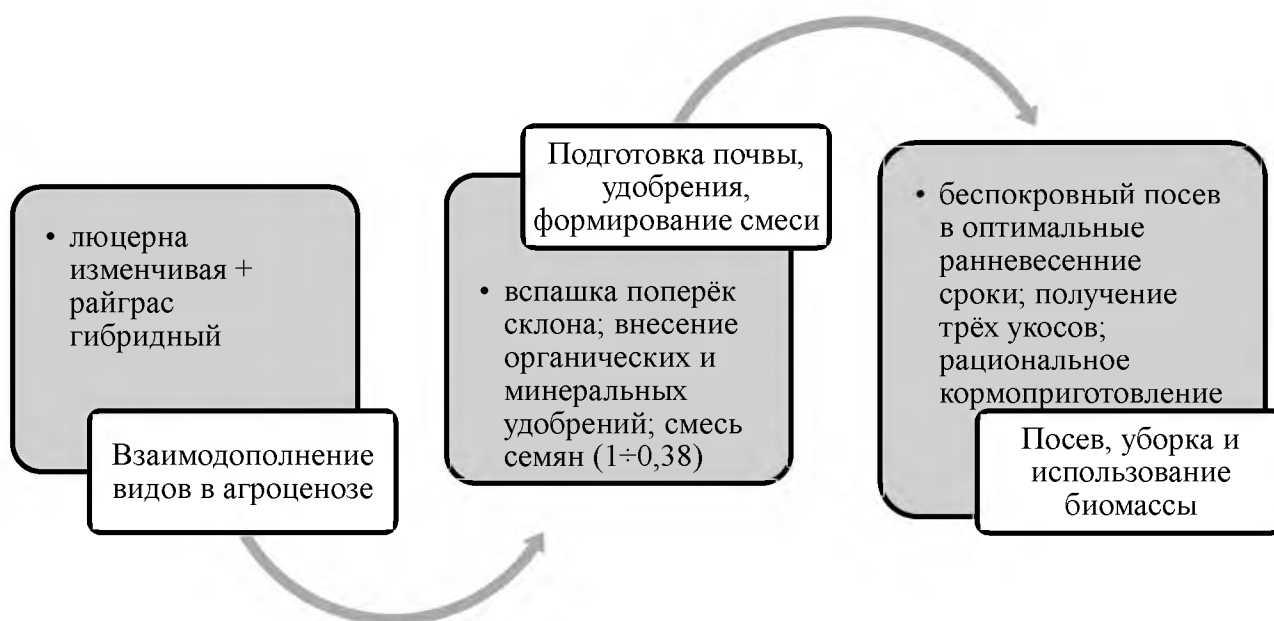 • люцерна
изменчивая +
райграс
гибридный
Взаимодополнение
видов в агроценозе
Подготовка почвы,
удобрения,
формирование смеси
• вспашка поперёк
склона; внесение
органических и
минеральных
удобрений; смесь
семян (1÷0,38)
• беспокровный посев
в оптимальные
ранневесенние
сроки; получение
трёх укосов;
рациональное
кормоприготовление
Посев, уборка и
использование
биомассы